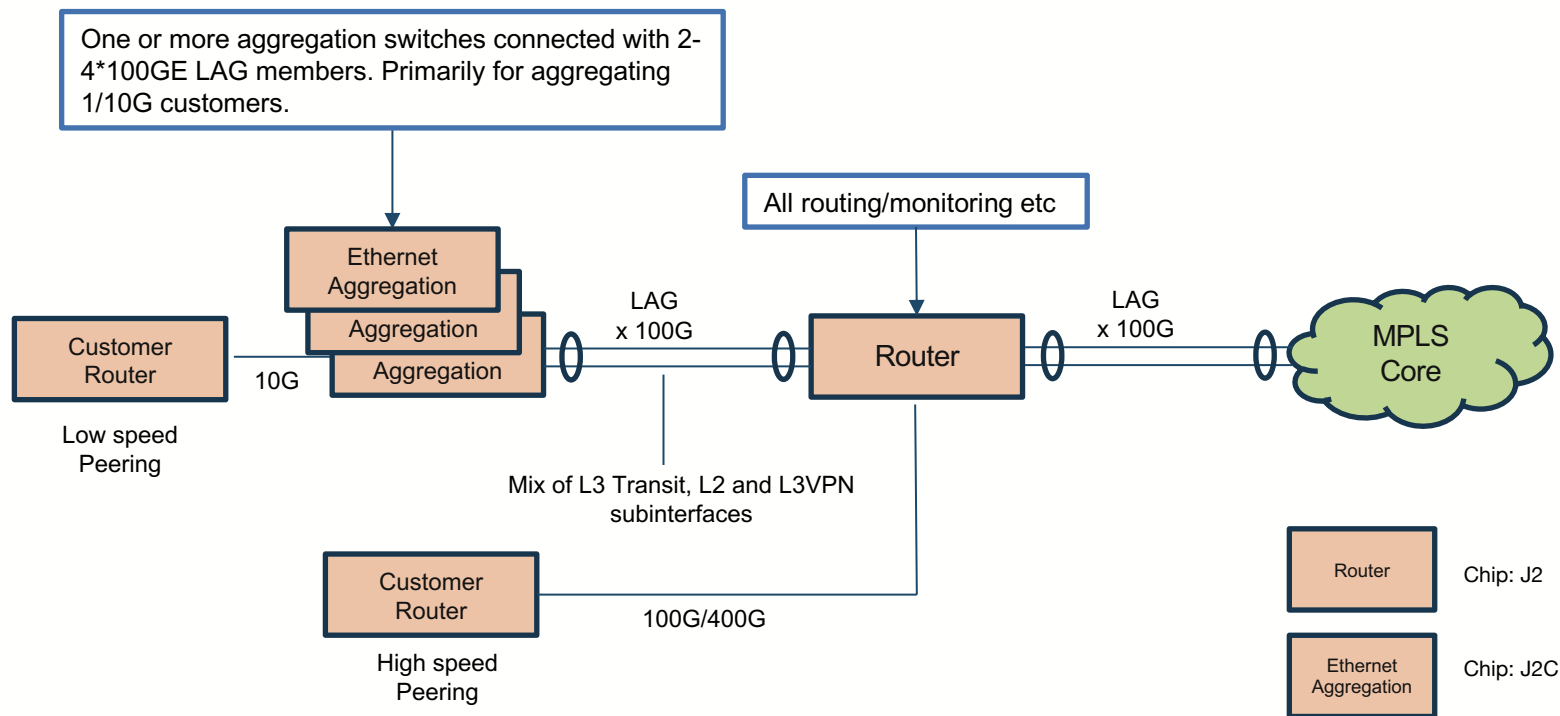 One or more aggregation switches connected with 2-
4*100GE LAG members. Primarily for aggregating
1/10G customers.
All routing/monitoring etc
Ethernet
Aggregation
Aggregation
Aggregation
LAG
x 100G
LAG
x 100G
Customer
Router
10G
Router
MPLS
Core
Low speed
Peering
Mix of L3 Transit, L2 and L3VPN
subinterfaces
Customer
Router
100G/400G
High speed
Peering
Router
Chip: J2
Ethernet
Aggregation
Chip: J2C